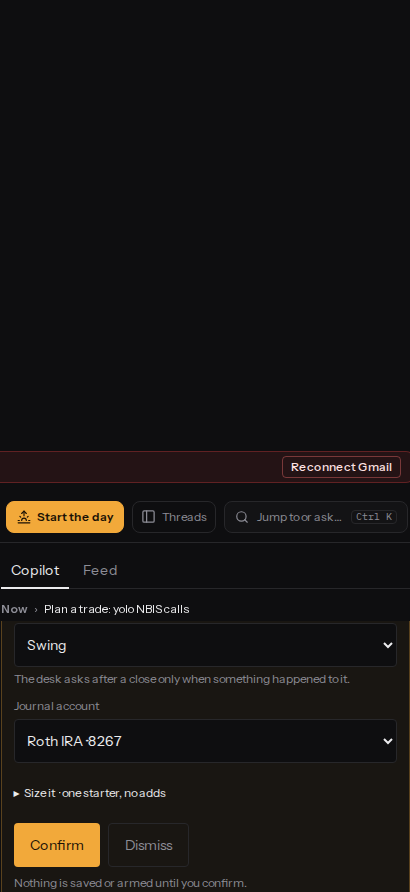 Reconnect Gmail
Start the day
Threads
Jump to or ask...
Ctrl K
Copilot
Feed
Now › Plan a trade: yolo NBIS calls
Swing
The desk asks after a close only when something happened to it.
Journal account
Roth IRA ·8267
▸ Size it · one starter, no adds
Confirm
Dismiss
Nothing is saved or armed until you confirm.